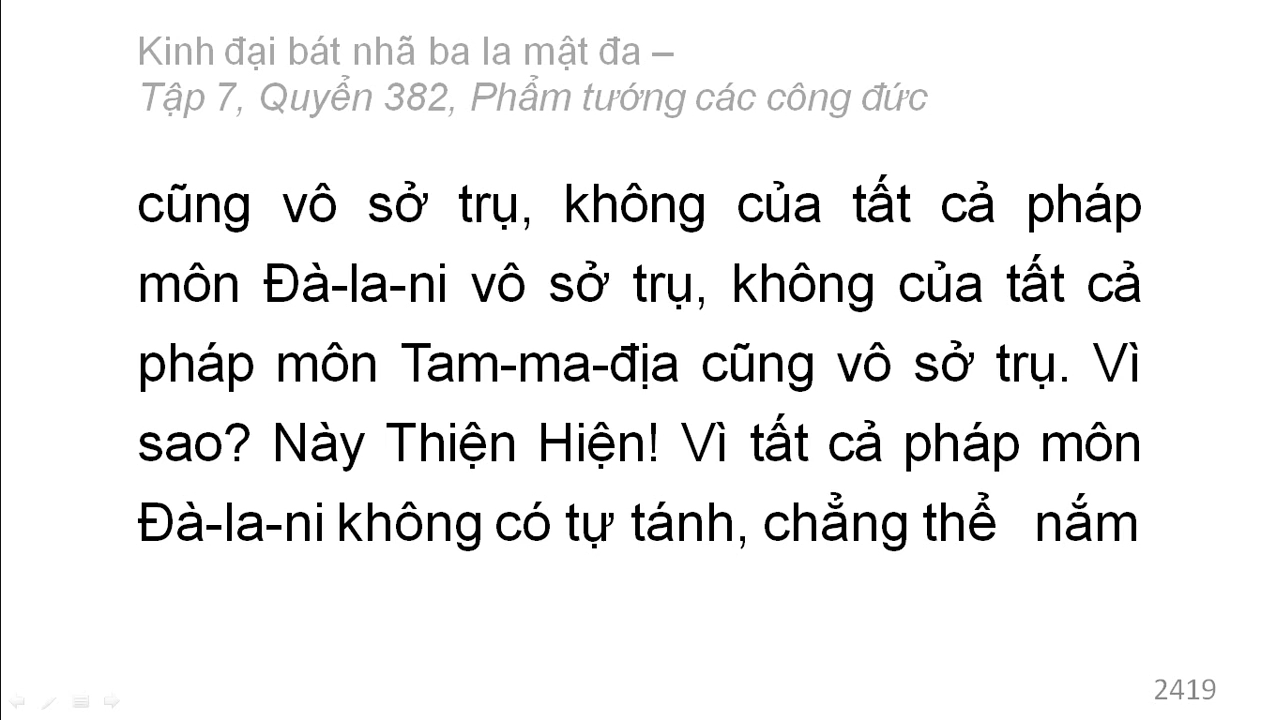 Kinh đại bát nhã ba la mật đa –
Tập 7, Quyển 382, Phẩm tướng các công đức
cũng vô sở trụ, không của tất cả pháp
môn Đà-la-ni vô sở trụ, không của tất cả
pháp môn Tam-ma-địa cũng vô sở trụ. Vì
sao? Này Thiện Hiện! Vì tất cả pháp môn
Đà-la-ni không có tự tánh, chẳng thể nắm
2419